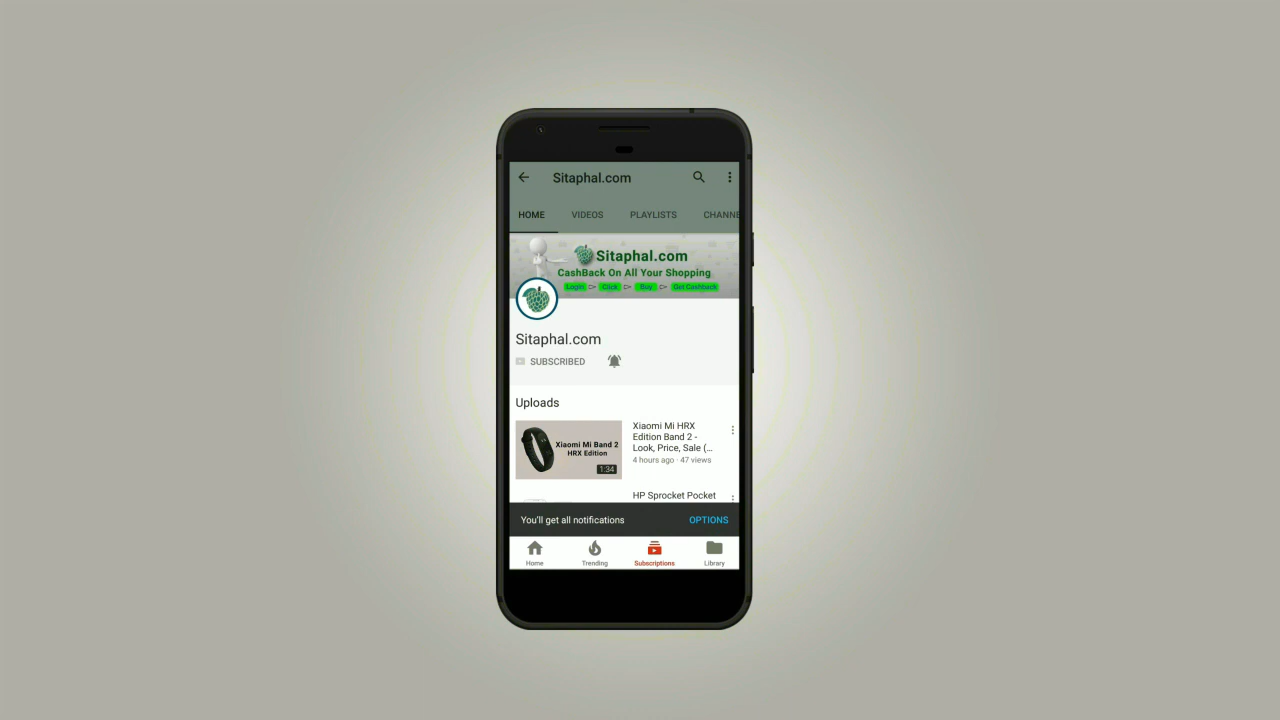 Sitaphal.com
HOME VIDEOS PLAYLISTS CHANNE
Sitaphal.com
CashBack On All Your Shopping
Login Click Buy Get Cashback
Sitaphal.com
SUBSCRIBED
Uploads
Xiaomi Mi Band 2
HRX Edition
1:34
Xiaomi Mi HRX
Edition Band 2 -
Look, Price, Sale (...
4 hours ago · 47 views
HP Sprocket Pocket
You'll get all notifications OPTIONS
Home Trending Subscriptions Library